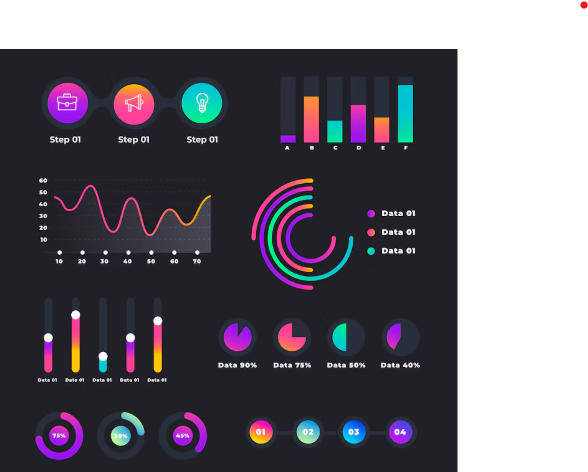 Step 01 Step 01 Step 01
A B C D E F
60
50
40
30
20
10
10 20 30 40 50 60 70
Data 01
Data 01
Data 01
Data 01 Data 01 Data 01 Data 01 Data 01
Data 90% Data 75% Data 50% Data 40%
75% 30% 45%
01 02 03 04